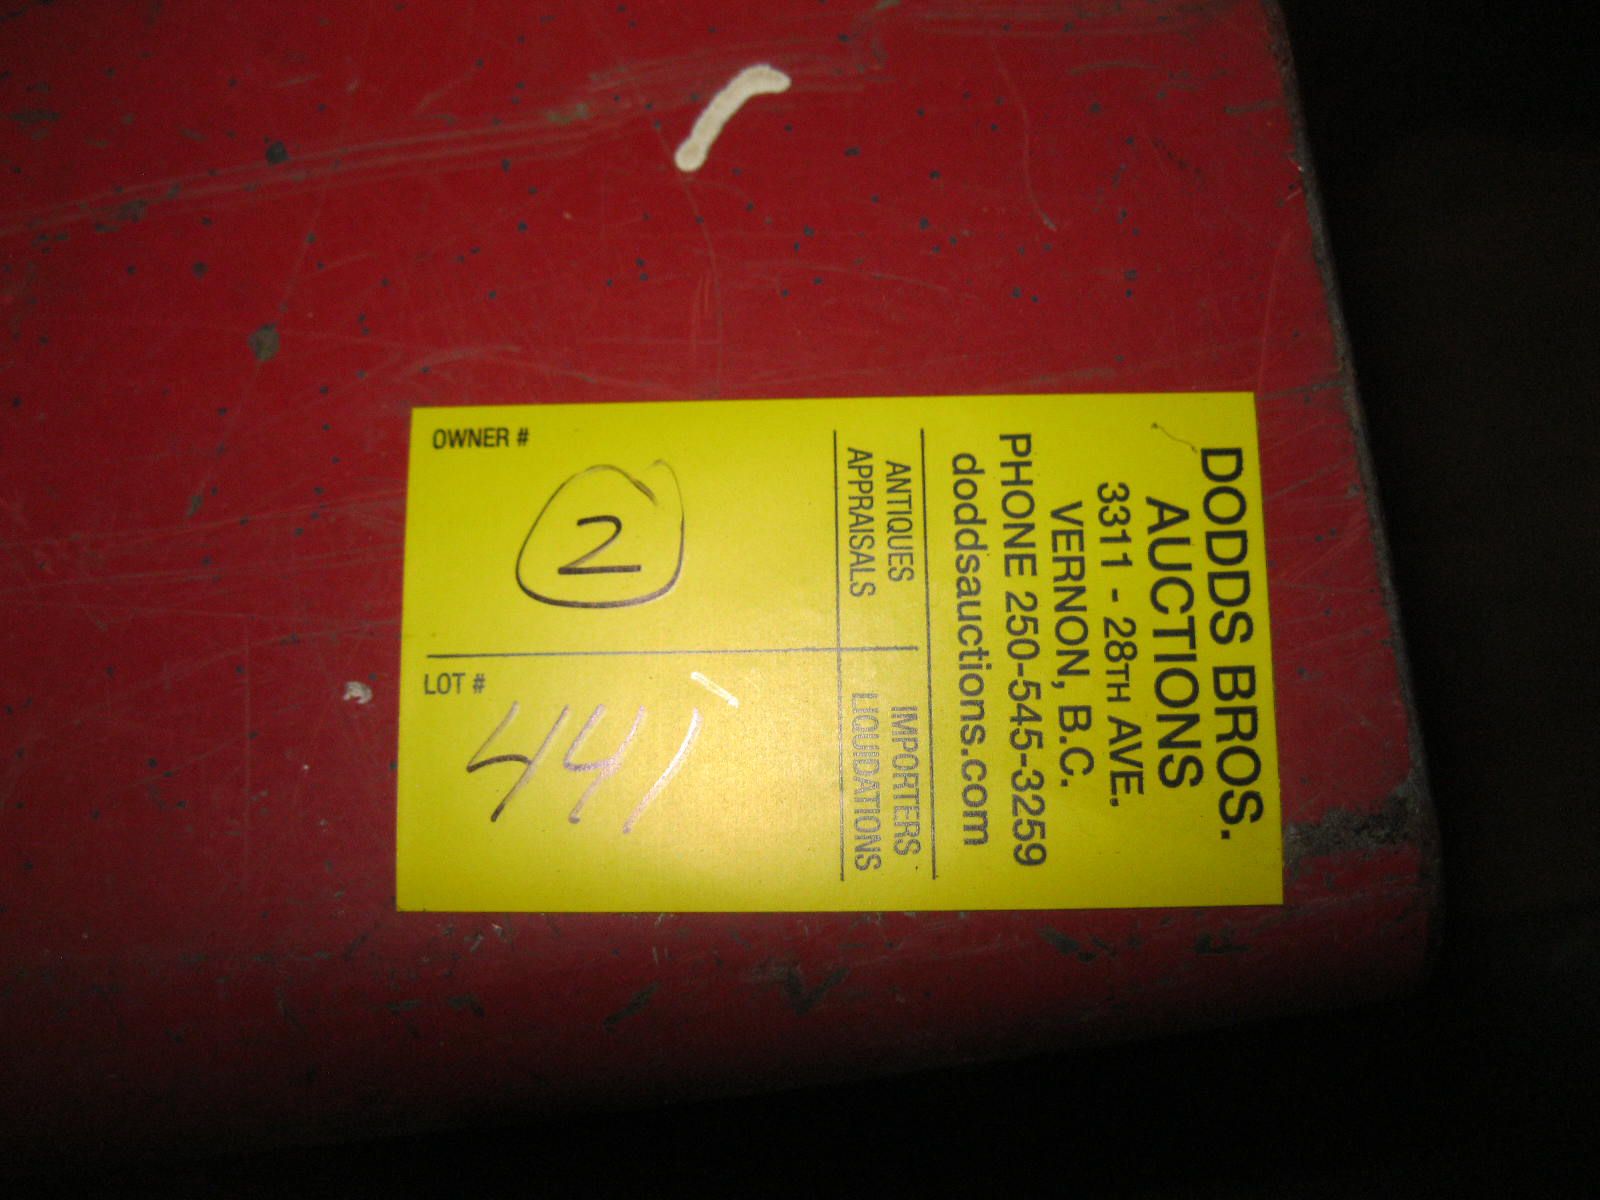 DODDS BROS.
AUCTIONS
3311 - 28TH AVE.
VERNON, B.C.
PHONE 250-545-3259
doddsauctions.com
ANTIQUES IMPORTERS
APPRAISALS LIQUIDATIONS
OWNER #
2
LOT #
441